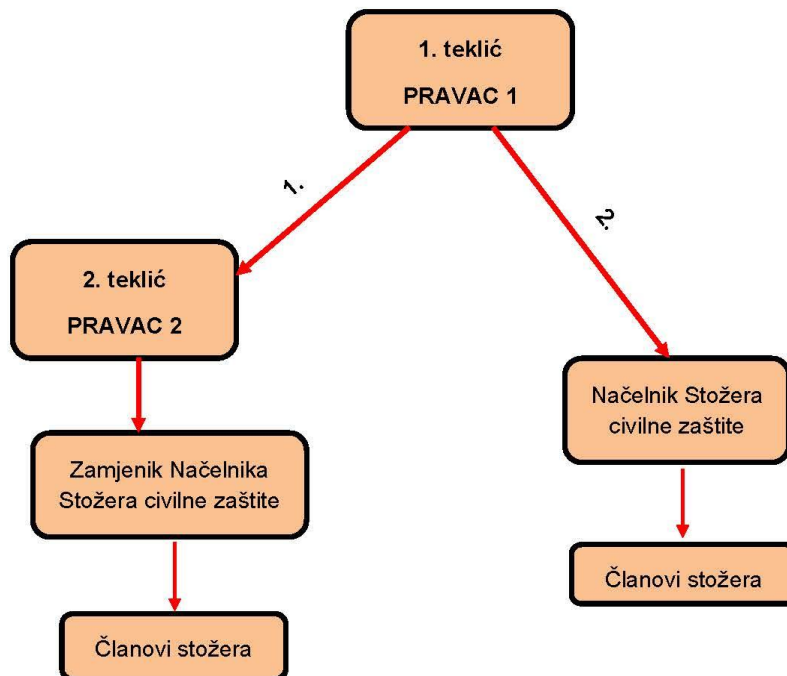 1. teklić
PRAVAC 1
1.
2.
2. teklić
PRAVAC 2
Načelnik Stožera
civilne zaštite
Zamjenik Načelnika
Stožera civilne zaštite
Članovi stožera
Članovi stožera